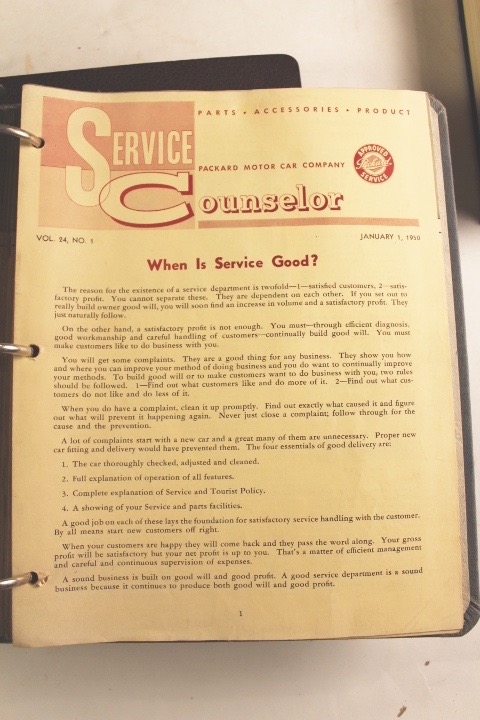 PARTS • ACCESSORIES • PRODUCT
SERVICE
PACKARD MOTOR CAR COMPANY
APPROVED
Packard
SERVICE
Counselor
VOL. 24, NO. 1
JANUARY 1, 1950
When Is Service Good?
The reason for the existence of a service department is twofold—1—satisfied customers, 2—satis-
factory profit. You cannot separate these. They are dependent on each other. If you set out to
really build owner good will, you will soon find an increase in volume and a satisfactory profit. They
just naturally follow.
On the other hand, a satisfactory profit is not enough. You must—through efficient diagnosis,
good workmanship and careful handling of customers—continually build good will. You must
make customers like to do business with you.
You will get some complaints. They are a good thing for any business. They show you how
and where you can improve your method of doing business and you do want to continually improve
your methods. To build good will or to make customers want to do business with you, two rules
should be followed. 1—Find out what customers like and do more of it. 2—Find out what cus-
tomers do not like and do less of it.
When you do have a complaint, clean it up promptly. Find out exactly what caused it and figure
out what will prevent it happening again. Never just close a complaint; follow through for the
cause and the prevention.
A lot of complaints start with a new car and a great many of them are unnecessary. Proper new
car fitting and delivery would have prevented them. The four essentials of good delivery are:
1. The car thoroughly checked, adjusted and cleaned.
2. Full explanation of operation of all features.
3. Complete explanation of Service and Tourist Policy.
4. A showing of your Service and parts facilities.
A good job on each of these lays the foundation for satisfactory service handling with the customer.
By all means start new customers off right.
When your customers are happy they will come back and they pass the word along. Your gross
profit will be satisfactory but your net profit is up to you. That's a matter of efficient management
and careful and continuous supervision of expenses.
A sound business is built on good will and good profit. A good service department is a sound
business because it continues to produce both good will and good profit.
1